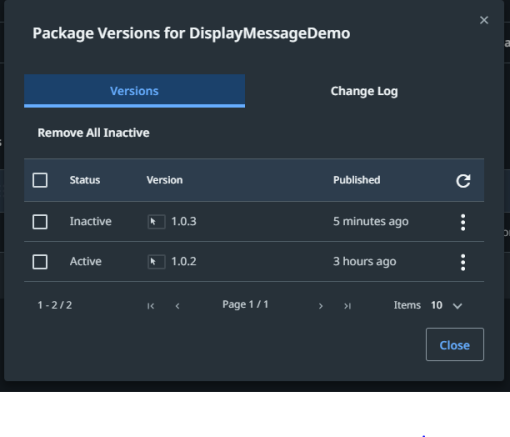 ×
Package Versions for DisplayMessageDemo
Versions Change Log
Remove All Inactive
Status Version Published
Inactive 1.0.3 5 minutes ago
Active 1.0.2 3 hours ago
1 - 2 / 2 Page 1 / 1 Items 10
Close